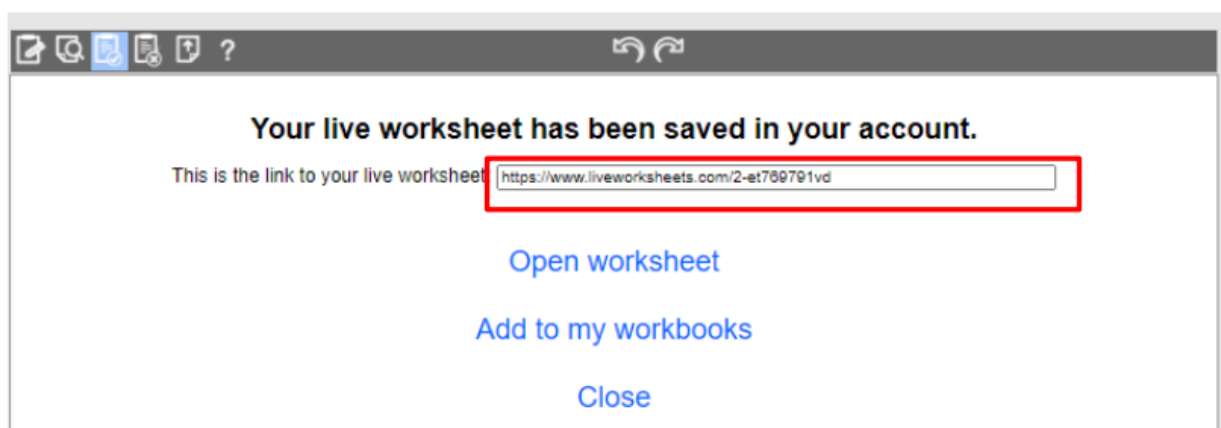 ?
Your live worksheet has been saved in your account.
This is the link to your live worksheet https://www.liveworksheets.com/2-et769791vd
Open worksheet
Add to my workbooks
Close